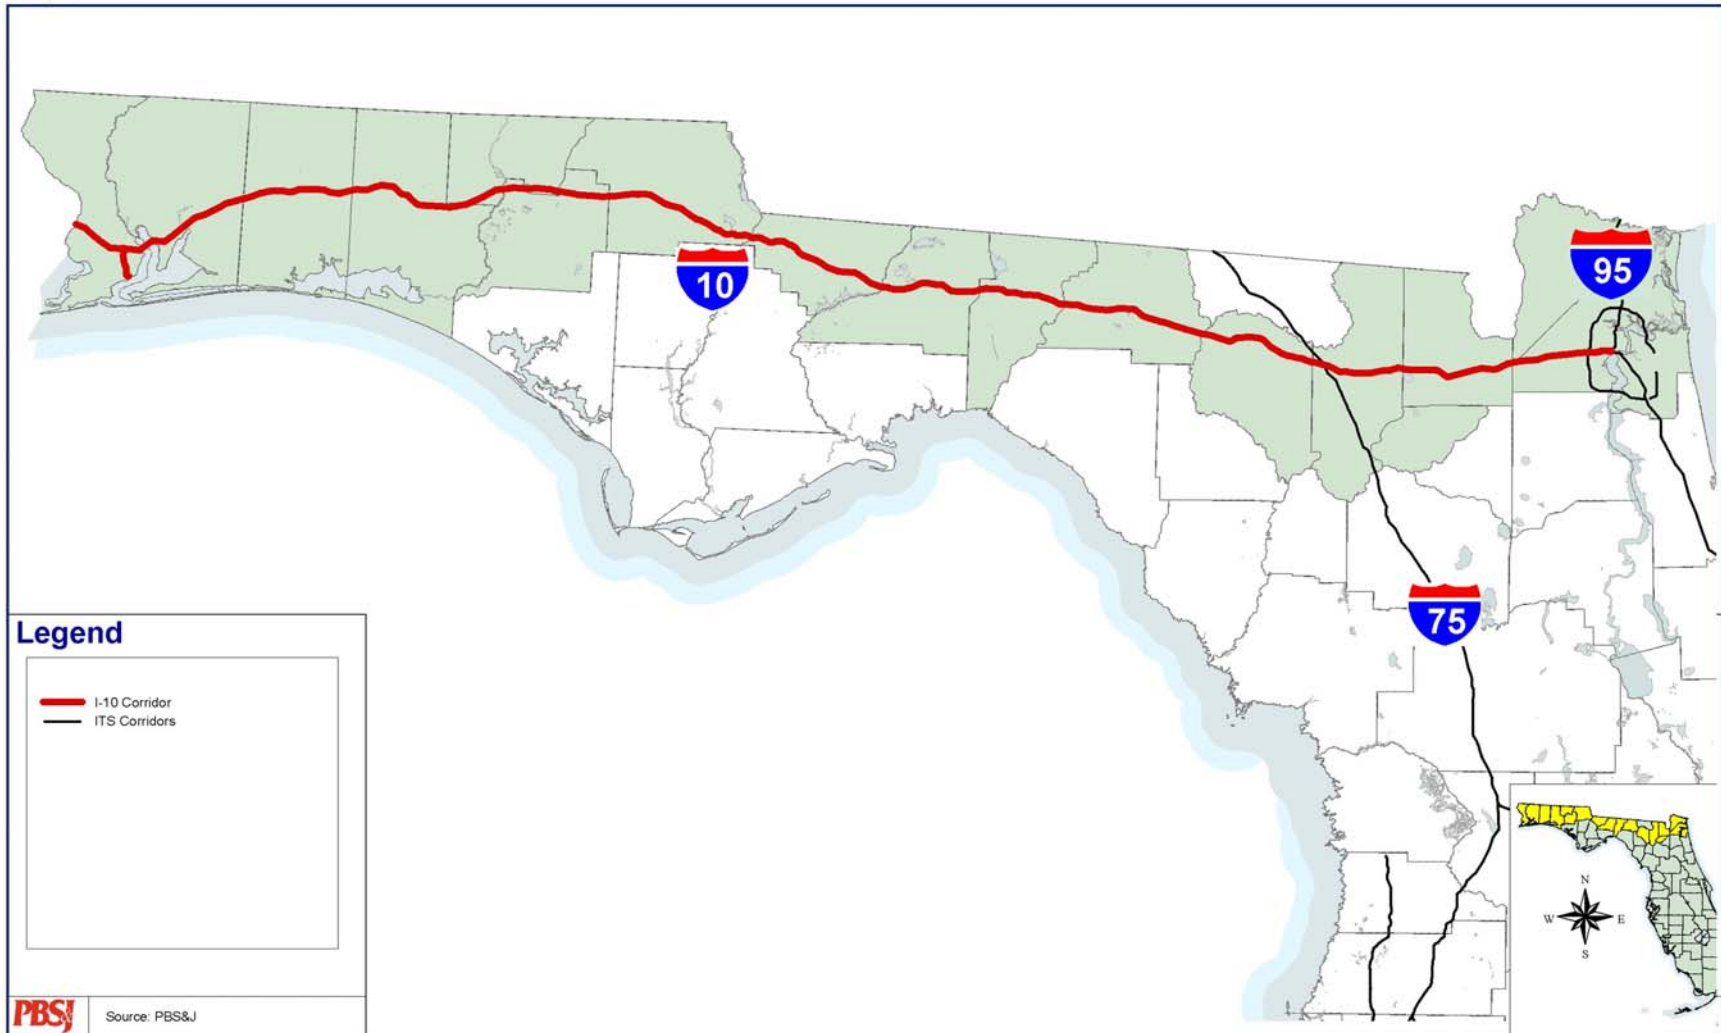 95
10
75
Legend
I-10 Corridor
ITS Corridors
N
W E
S
PBSJ Source: PBS&J